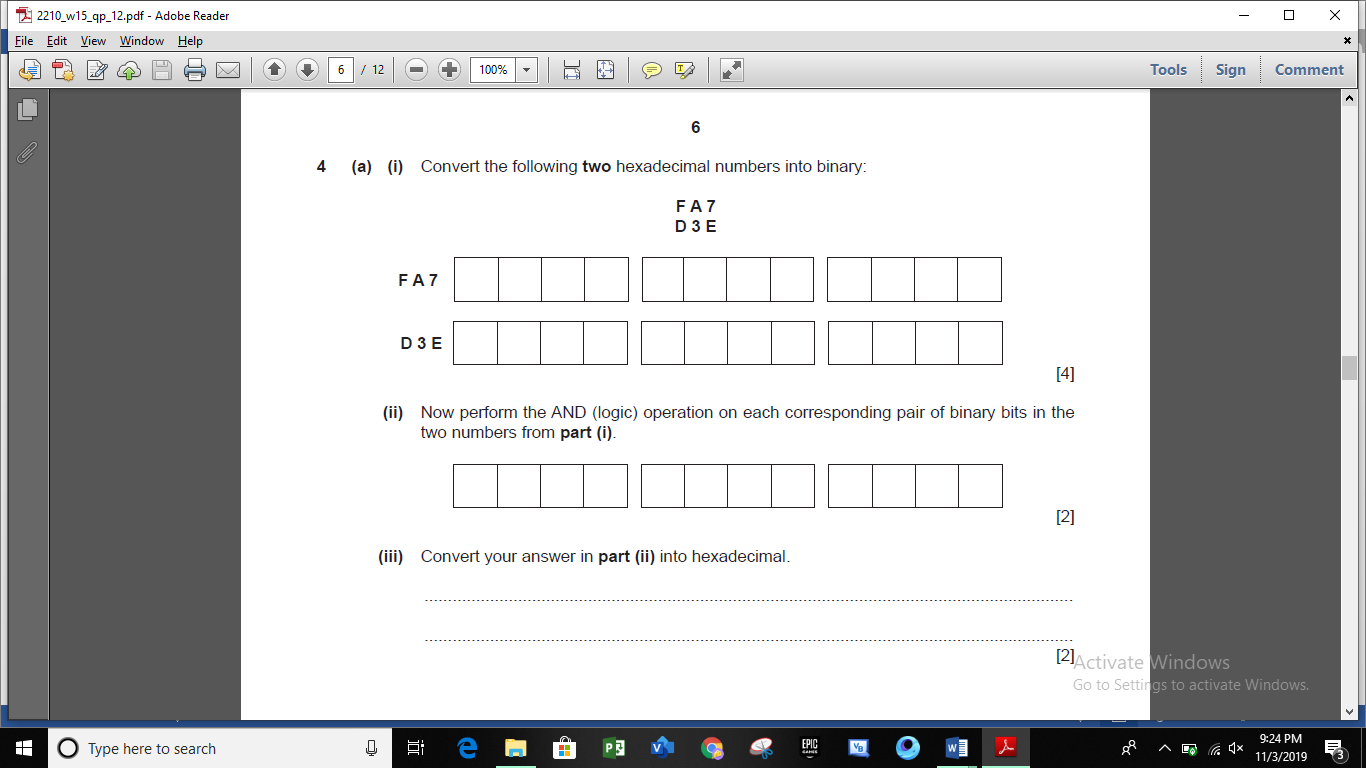 2210_w15_qp_12.pdf - Adobe Reader
File Edit View Window Help
6 / 12 100% Tools Sign Comment
6
4 (a) (i) Convert the following two hexadecimal numbers into binary:
F A 7
D 3 E
F A 7
D 3 E
[4]
(ii) Now perform the AND (logic) operation on each corresponding pair of binary bits in the
two numbers from part (i).
[2]
(iii) Convert your answer in part (ii) into hexadecimal.
[2]
Activate Windows
Go to Settings to activate Windows.
Type here to search
EPIC GAMES
9:24 PM
11/3/2019
3